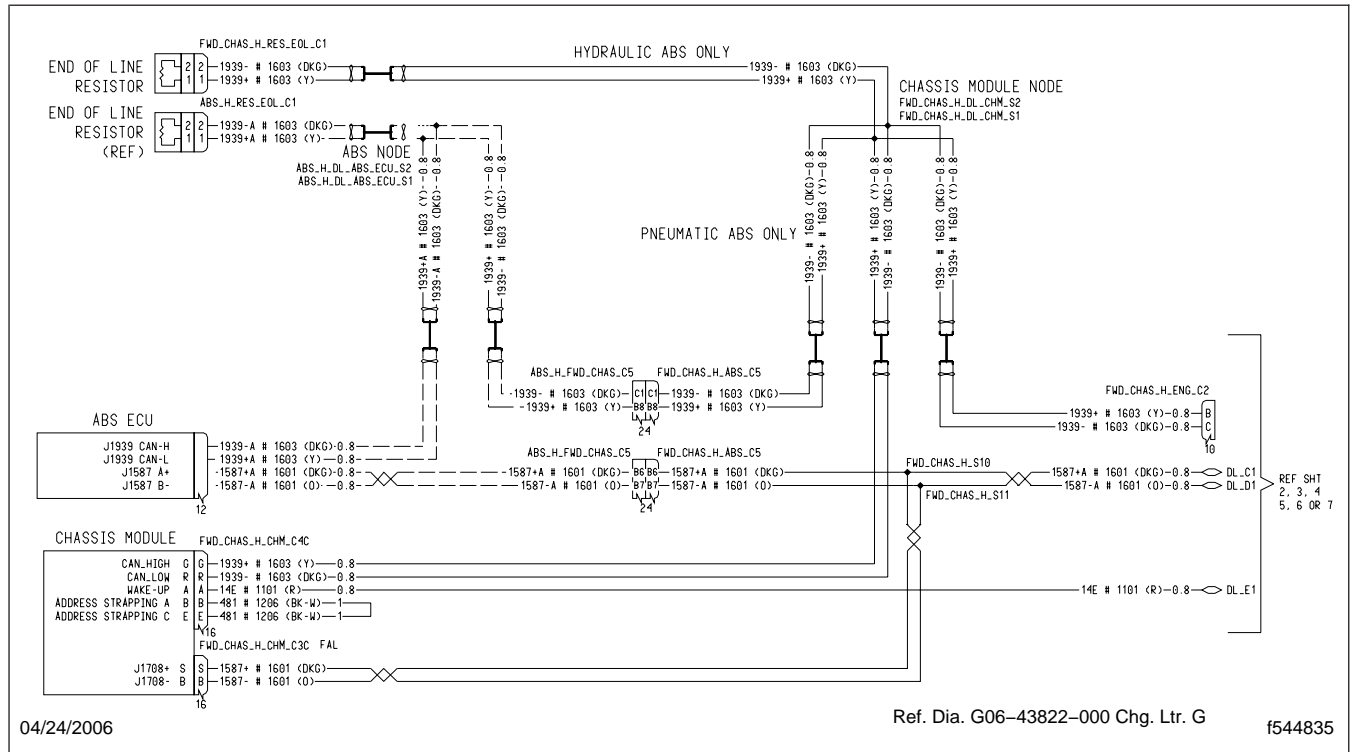 FWD_CHAS_H_RES_EOL_C1
HYDRAULIC ABS ONLY
END OF LINE
RESISTOR
2 2 1939- # 1603 (DKG)
1 1 1939+ # 1603 (Y)
1939- # 1603 (DKG)
1939+ # 1603 (Y)
CHASSIS MODULE NODE
FWD_CHAS_H_DL_CHM_S2
FWD_CHAS_H_DL_CHM_S1
ABS_H_RES_EOL_C1
END OF LINE
RESISTOR
(REF)
2 2 1939-A # 1603 (DKG)
1 1 1939+A # 1603 (Y)
ABS NODE
ABS_H_DL_ABS_ECU_S2
ABS_H_DL_ABS_ECU_S1
1939+A # 1603 (Y)-0.8
1939-A # 1603 (DKG)-0.8
1939+ # 1603 (Y)-0.8
1939- # 1603 (DKG)-0.8
PNEUMATIC ABS ONLY
1939- # 1603 (DKG)-0.8
1939+ # 1603 (Y)-0.8
1939+ # 1603 (Y)-0.8
1939- # 1603 (DKG)-0.8
1939- # 1603 (DKG)-0.8
1939+ # 1603 (Y)-0.8
ABS_H_FWD_CHAS_C5 FWD_CHAS_H_ABS_C5
1939- # 1603 (DKG) C1 C1 1939- # 1603 (DKG)
1939+ # 1603 (Y) B8 B8 1939+ # 1603 (Y)
24
FWD_CHAS_H_ENG_C2
1939+ # 1603 (Y)-0.8 B
1939- # 1603 (DKG)-0.8 C
10
ABS ECU
J1939 CAN-H 1939-A # 1603 (DKG)-0.8
J1939 CAN-L 1939+A # 1603 (Y)-0.8
J1587 A+ 1587+A # 1601 (DKG)-0.8
J1587 B- 1587-A # 1601 (O)-0.8
12
ABS_H_FWD_CHAS_C5 FWD_CHAS_H_ABS_C5
1587+A # 1601 (DKG) B6 B6 1587+A # 1601 (DKG)
1587-A # 1601 (O) B7 B7 1587-A # 1601 (O)
24
FWD_CHAS_H_S10
FWD_CHAS_H_S11
1587+A # 1601 (DKG)-0.8 DL_C1
1587-A # 1601 (O)-0.8 DL_D1
REF SHT
2, 3, 4
5, 6 OR 7
CHASSIS MODULE FWD_CHAS_H_CHM_C4C
CAN_HIGH G G 1939+ # 1603 (Y)-0.8
CAN_LOW R R 1939- # 1603 (DKG)-0.8
WAKE-UP A A 14E # 1101 (R)-0.8
14E # 1101 (R)-0.8 DL_E1
ADDRESS STRAPPING A B B 481 # 1206 (BK-W)-1
ADDRESS STRAPPING C E E 481 # 1206 (BK-W)-1
16
FWD_CHAS_H_CHM_C3C FAL
J1708+ S S 1587+ # 1601 (DKG)
J1708- B B 1587- # 1601 (O)
16
04/24/2006
Ref. Dia. G06−43822−000 Chg. Ltr. G
f544835